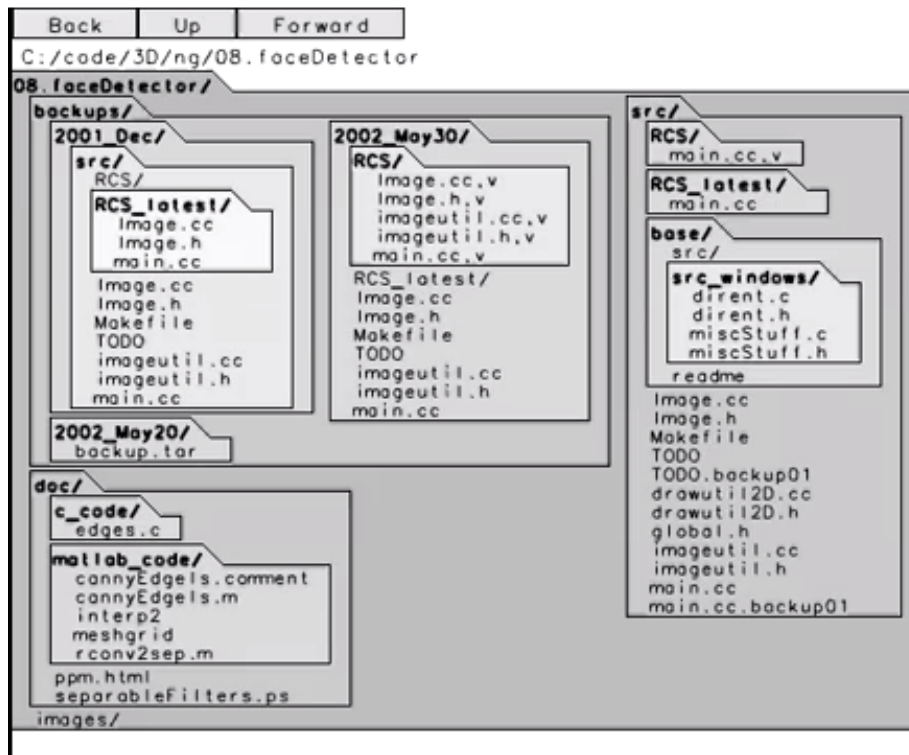 Back Up Forward
C:/code/3D/ng/08.faceDetector
08.faceDetector/
backups/
2001_Dec/
src/
RCS/
RCS_latest/
Image.cc
Image.h
main.cc
Image.cc
Image.h
Makefile
TODO
imageutil.cc
imageutil.h
main.cc
2002_May20/
backup.tar
2002_May30/
RCS/
Image.cc,v
Image.h,v
imageutil.cc,v
imageutil.h,v
main.cc,v
RCS_latest/
Image.cc
Image.h
Makefile
TODO
imageutil.cc
imageutil.h
main.cc
doc/
c_code/
edges.c
matlab_code/
cannyEdgels.comment
cannyEdgels.m
interp2
meshgrid
rconv2sep.m
ppm.html
separableFilters.ps
images/
src/
RCS/
main.cc,v
RCS_latest/
main.cc
base/
src/
src_windows/
dirent.c
dirent.h
miscStuff.c
miscStuff.h
readme
Image.cc
Image.h
Makefile
TODO
TODO.backup01
drawutil2D.cc
drawutil2D.h
global.h
imageutil.cc
imageutil.h
main.cc
main.cc.backup01